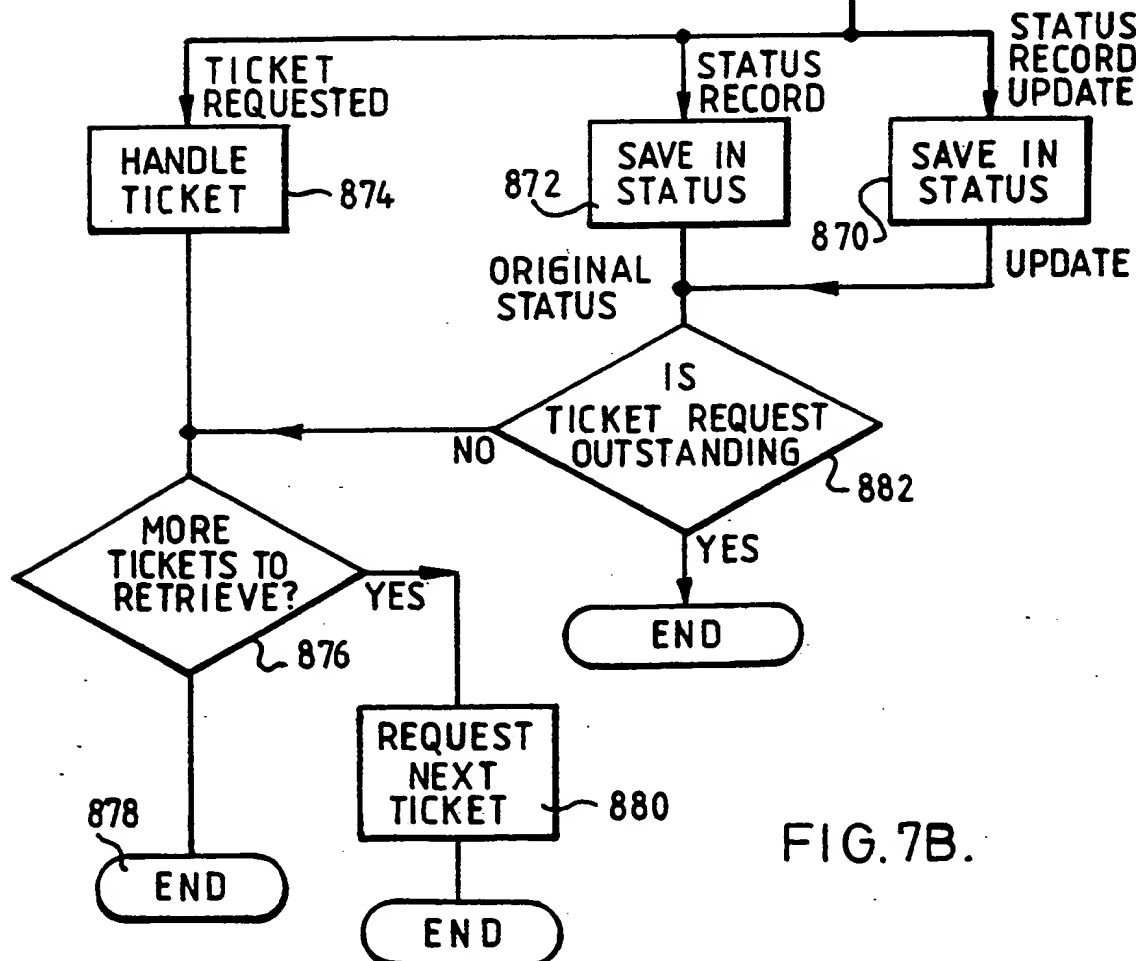 TICKET
REQUESTED
STATUS
RECORD
STATUS
RECORD
UPDATE
HANDLE
TICKET
874
872
SAVE IN
STATUS
SAVE IN
STATUS
870
ORIGINAL
STATUS
UPDATE
IS
TICKET REQUEST
OUTSTANDING
NO
882
YES
END
MORE
TICKETS TO
RETRIEVE?
YES
876
REQUEST
NEXT
TICKET
880
878
END
END
FIG. 7B.